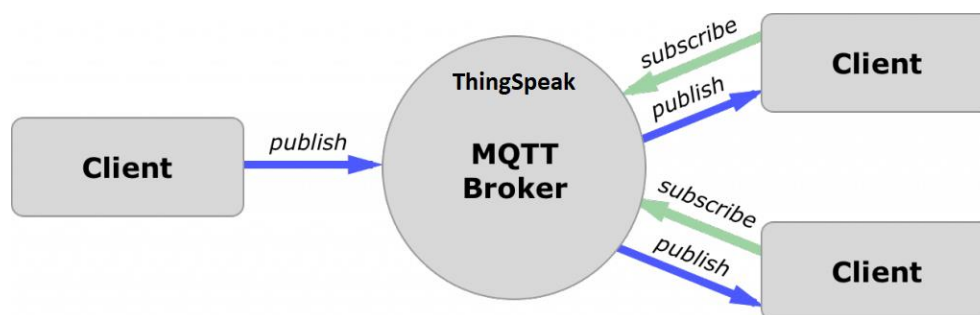 Client
publish
ThingSpeak
MQTT
Broker
subscribe
publish
Client
subscribe
publish
Client